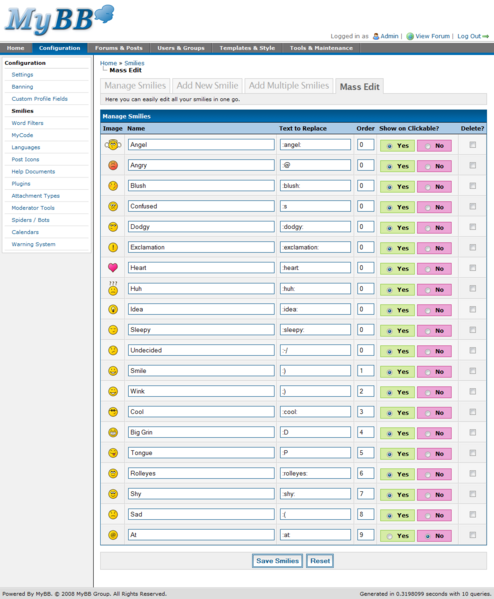 MyBB
Logged in as Admin | View Forum | Log Out
Home Configuration Forums & Posts Users & Groups Templates & Style Tools & Maintenance
Configuration
Settings
Banning
Custom Profile Fields
Smilies
Word Filters
MyCode
Languages
Post Icons
Help Documents
Plugins
Attachment Types
Moderator Tools
Spiders / Bots
Calendars
Warning System
Home » Smilies
Mass Edit
Manage Smilies Add New Smilie Add Multiple Smilies Mass Edit
Here you can easily edit all your smilies in one go.
Manage Smilies
Image Name Text to Replace Order Show on Clickable? Delete?
Angel :angel: 0 Yes No
Angry :@ 0 Yes No
Blush :blush: 0 Yes No
Confused :s 0 Yes No
Dodgy :dodgy: 0 Yes No
Exclamation :exclamation: 0 Yes No
Heart :heart: 0 Yes No
??? Huh :huh: 0 Yes No
Idea :idea: 0 Yes No
Sleepy :sleepy: 0 Yes No
Undecided :-/ 0 Yes No
Smile :) 1 Yes No
Wink ;) 2 Yes No
Cool :cool: 3 Yes No
Big Grin :D 4 Yes No
Tongue :P 5 Yes No
Rolleyes :rolleyes: 6 Yes No
Shy :shy: 7 Yes No
Sad :( 8 Yes No
At :at: 9 Yes No
Save Smilies Reset
Powered By MyBB. © 2008 MyBB Group. All Rights Reserved. Generated in 0.3198099 seconds with 10 queries.